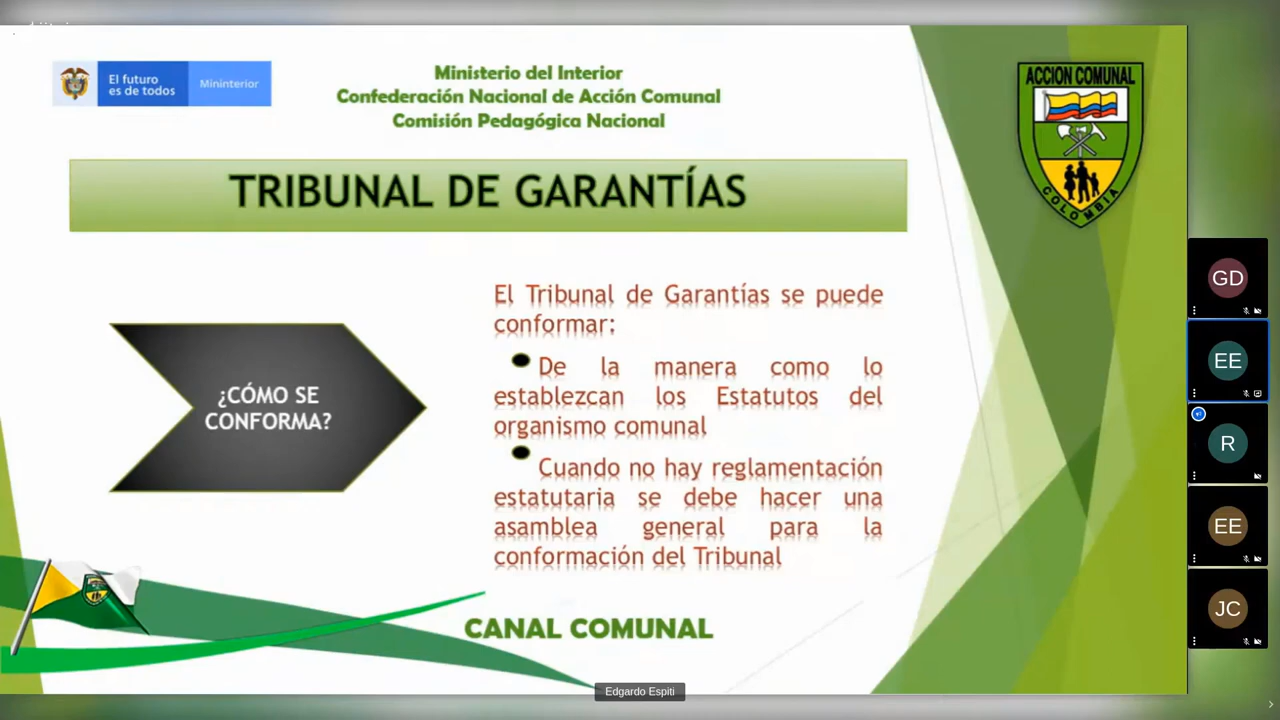 El futuro
es de todos
Mininterior
Ministerio del Interior
Confederación Nacional de Acción Comunal
Comisión Pedagógica Nacional
ACCION COMUNAL
COLOMBIA
TRIBUNAL DE GARANTÍAS
¿CÓMO SE
CONFORMA?
El Tribunal de Garantías se puede
conformar:
De la manera como lo
establezcan los Estatutos del
organismo comunal
Cuando no hay reglamentación
estatutaria se debe hacer una
asamblea general para la
conformación del Tribunal
CANAL COMUNAL
Edgardo Espiti
GD
EE
R
EE
JC